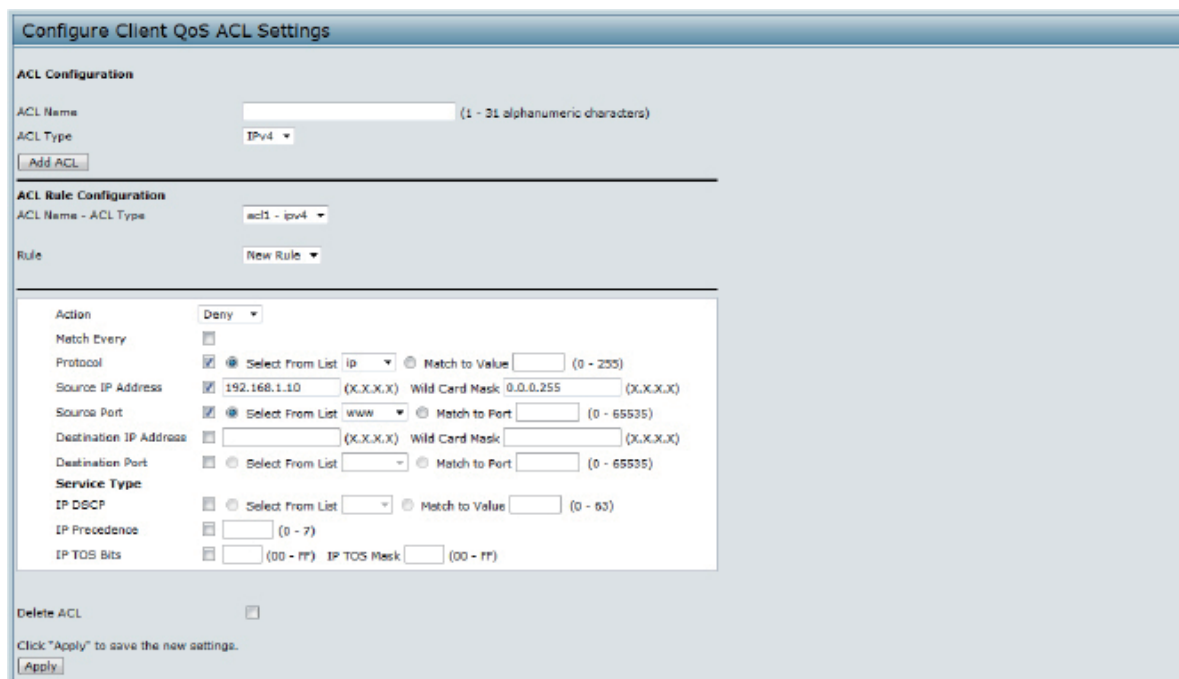 Configure Client QoS ACL Settings
ACL Configuration
ACL Name (1 - 31 alphanumeric characters)
ACL Type IPv4
Add ACL
ACL Rule Configuration
ACL Name - ACL Type acl1 - ipv4
Rule New Rule
Action Deny
Match Every
Protocol Select From List ip Match to Value (0 - 255)
Source IP Address 192.168.1.10 (X.X.X.X) Wild Card Mask 0.0.0.255 (X.X.X.X)
Source Port Select From List www Match to Port (0 - 65535)
Destination IP Address (X.X.X.X) Wild Card Mask (X.X.X.X)
Destination Port Select From List Match to Port (0 - 65535)
Service Type
IP DSCP Select From List Match to Value (0 - 63)
IP Precedence (0 - 7)
IP TOS Bits (00 - FF) IP TOS Mask (00 - FF)
Delete ACL
Click "Apply" to save the new settings.
Apply